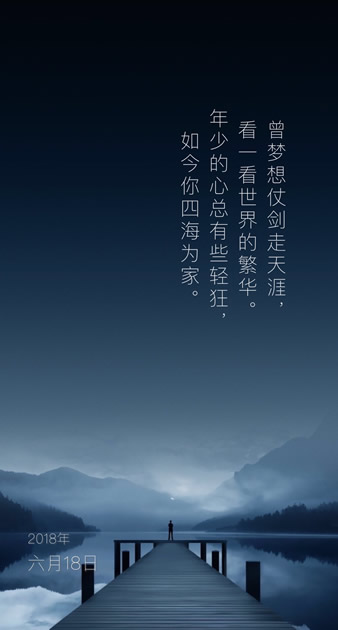 曾梦想仗剑走天涯，
看一看世界的繁华。
年少的心总有些轻狂，
如今你四海为家。
2018年
六月18日